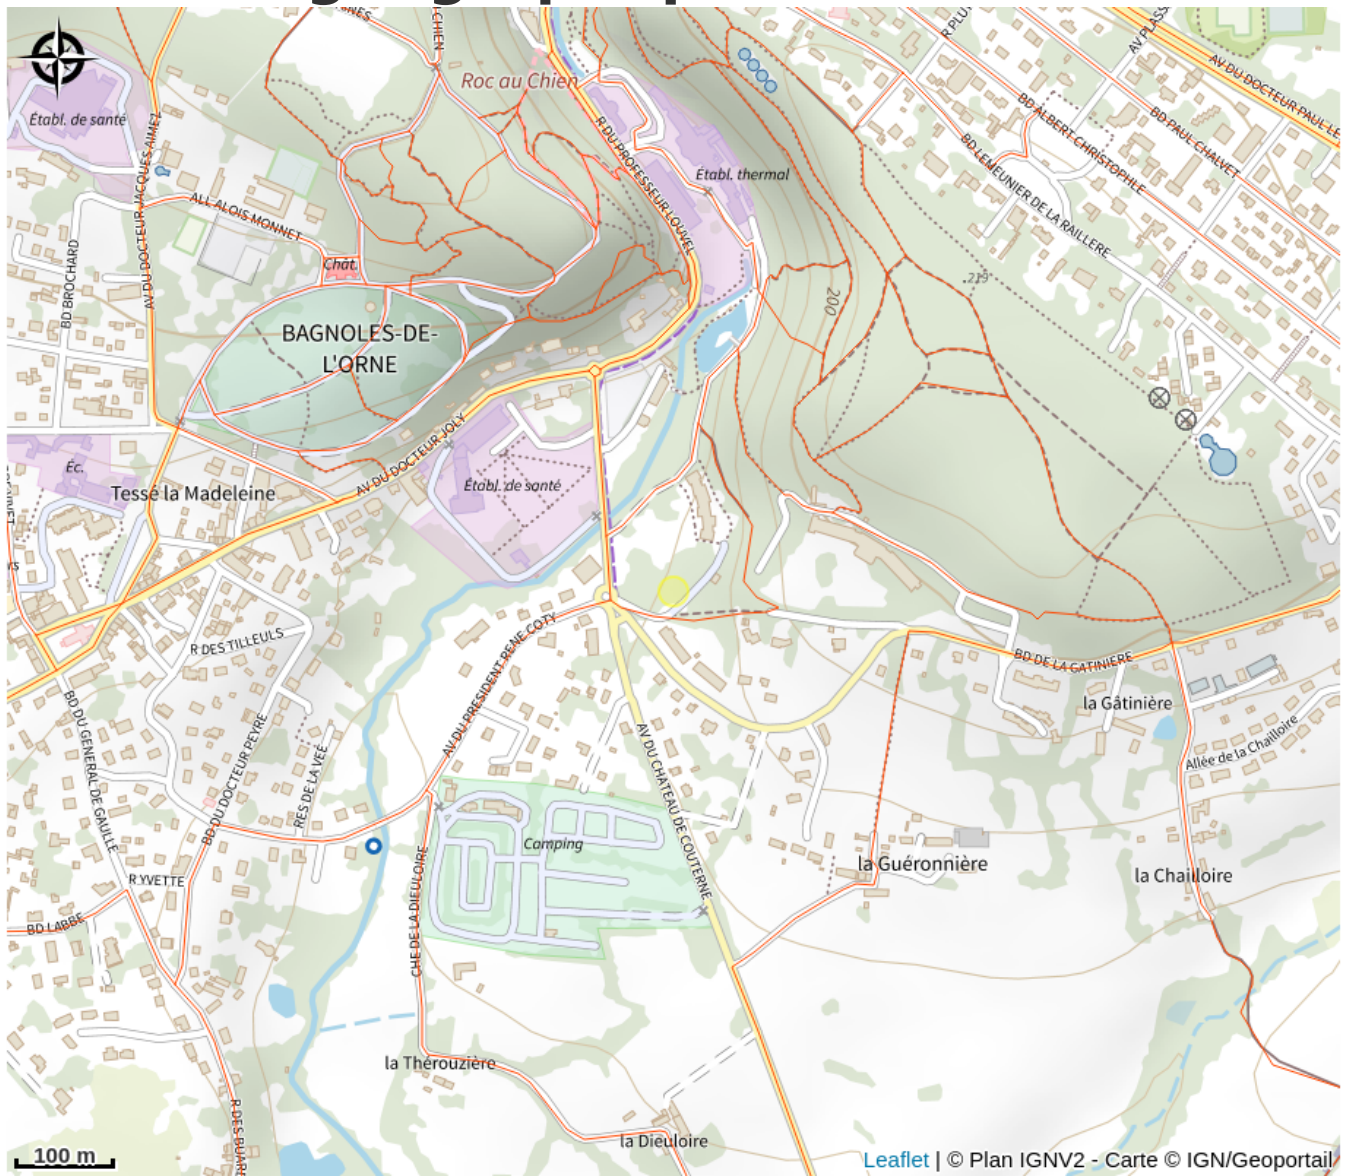 Roc au Chien
R DU PROFESSEUR LOUVEL
AV DU DOCTEUR PAUL LE
BD PAUL CHALVET
BD ALBERT CHRISTOPHLE
BD LEMEUNIER DE LA RAILLERE
Établ. de santé
AV DU DOCTEUR JACQUES AIMEZ
Établ. thermal
ALL ALOIS MONNET
Chât.
BD BROCHARD
219
200
BAGNOLES-DE-
L'ORNE
AV DU DOCTEUR JOLY
Éc.
Tessé la Madeleine
Établ. de santé
R DES TILLEULS
AV DU PRESIDENT RENE COTY
BD DE LA GATINIERE
la Gâtinière
Allée de la Chailloire
BD DU GENERAL DE GAULLE
BD DU DOCTEUR PEYRE
RES DE LA VEÉ
AV DU CHATEAU DE COUTERNE
Camping
la Guéronnière
la Chailloire
R YVETTE
BD LABBE
CHE DE LA DIEULOIRE
la Thérouzière
la Dieuloire
100 m
Leaflet | © Plan IGNV2 - Carte © IGN/Geoportail